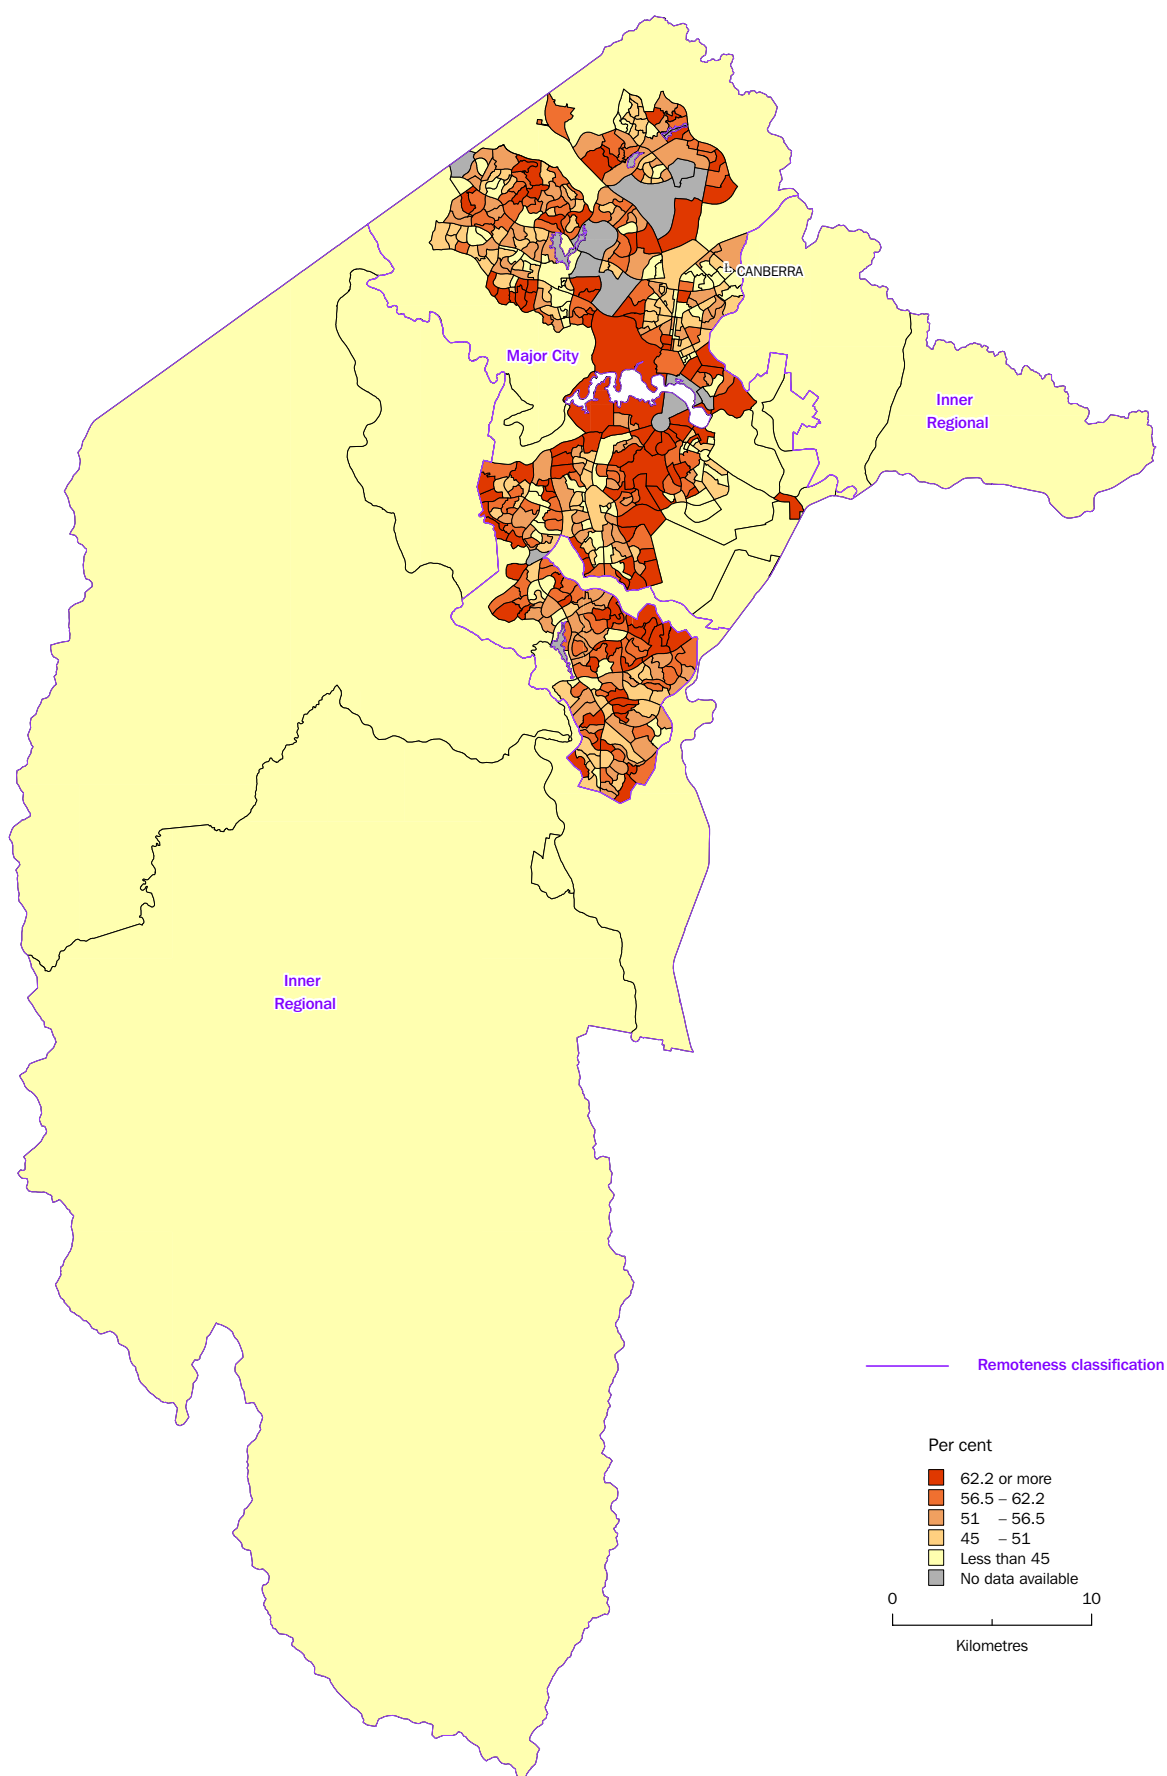 CANBERRA
Major City
Inner
Regional
Inner
Regional
Remoteness classification
Per cent
62.2 or more
56.5 – 62.2
51 – 56.5
45 – 51
Less than 45
No data available
0 10
Kilometres